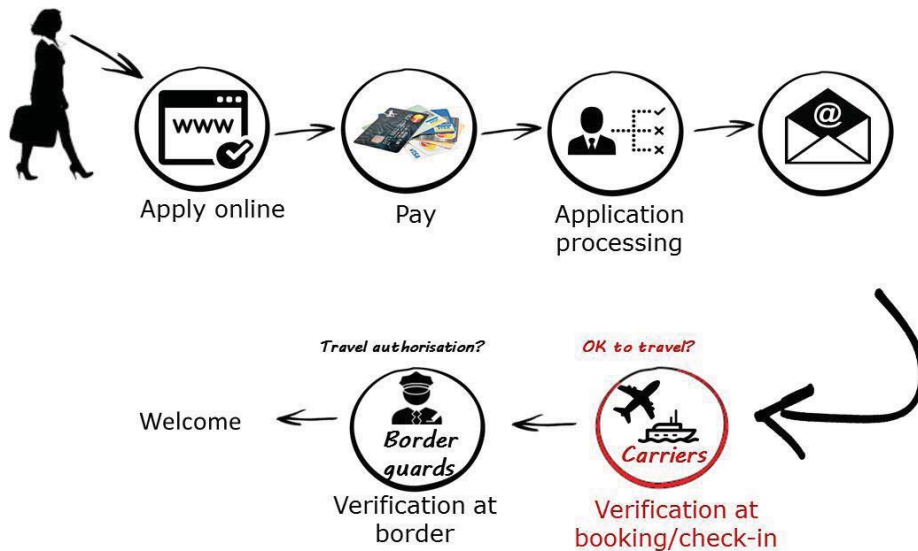 WWW
@
Apply online
Pay
Application
processing
Travel authorisation?
OK to travel?
Welcome
Border
guards
Carriers
Verification at
border
Verification at
booking/check-in